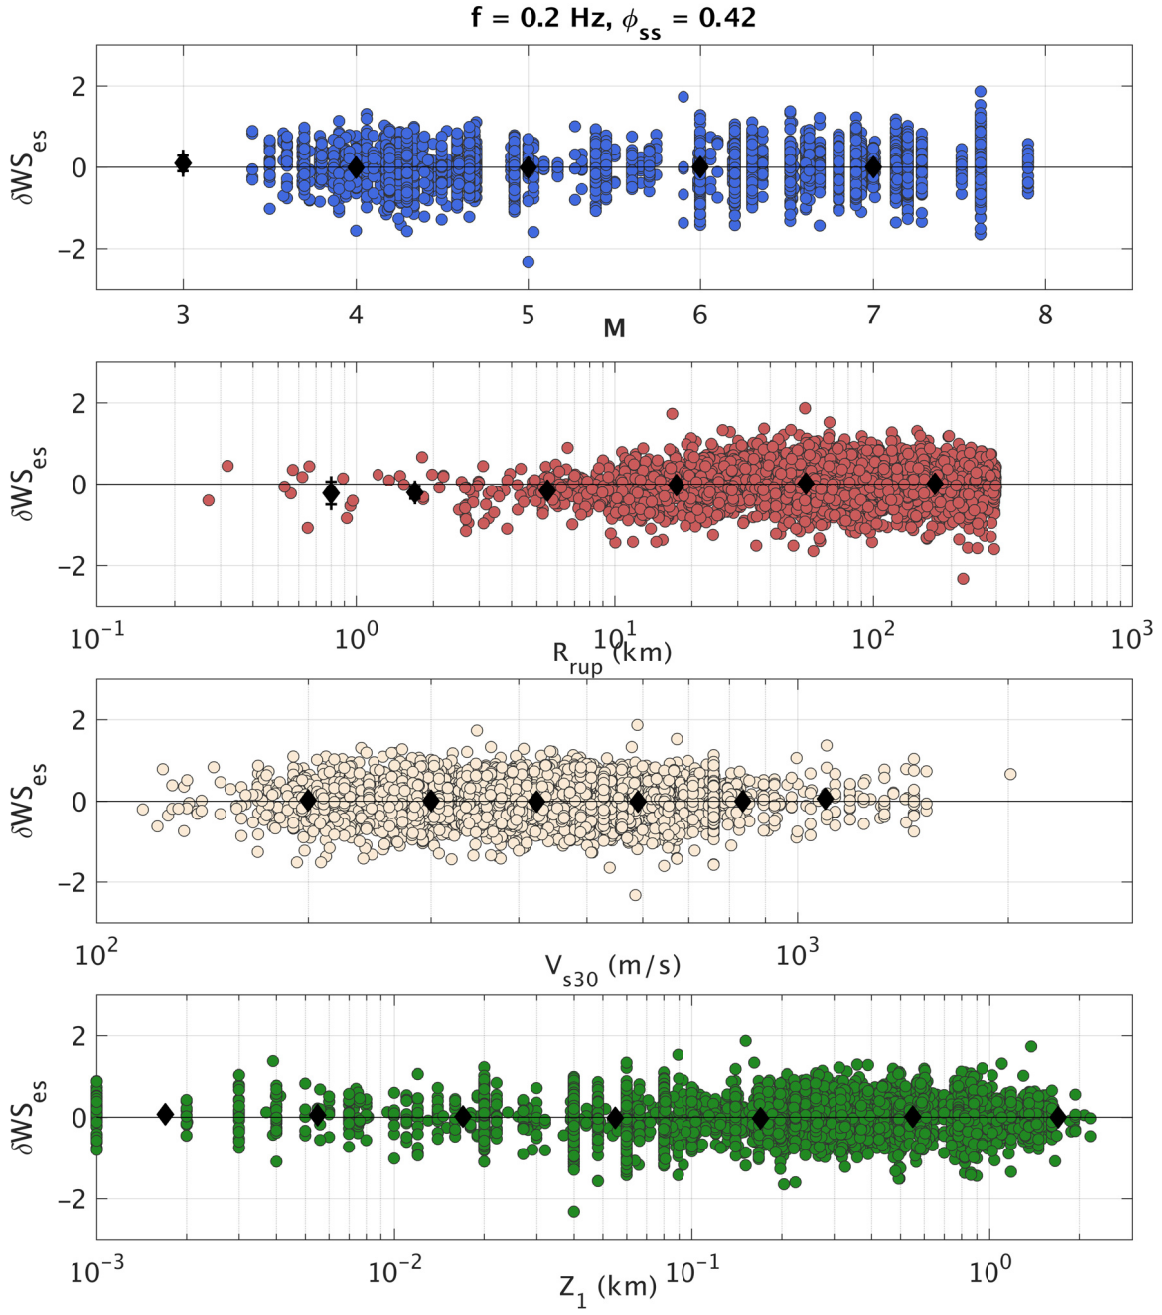 f = 0.2 Hz, ϕss = 0.42
2
0
−2
δWSes
3 4 5 6 7 8
M
2
0
−2
δWSes
10⁻¹ 10⁰ 10¹ 10² 10³
Rrup (km)
2
0
−2
δWSes
10² 10³
Vs30 (m/s)
2
0
−2
δWSes
10⁻³ 10⁻² 10⁻¹ 10⁰
Z1 (km)